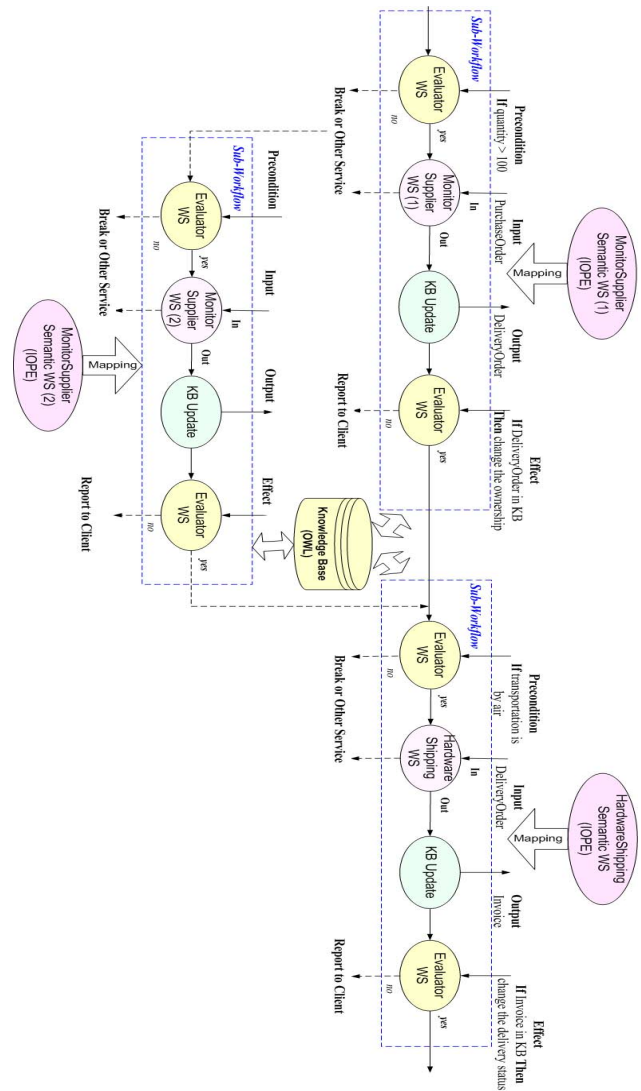 MonitorSupplier
Semantic WS (1)
(IOPE)
Mapping
HardwareShipping
Semantic WS
(IOPE)
Mapping
Precondition
If quantity > 100
Input
PurchaseOrder
Output
DeliveryOrder
Effect
If DeliveryOrder in KB
Then change the ownership
Precondition
If transportation is
by air
Input
DeliveryOrder
Output
Invoice
Effect
If Invoice in KB Then
change the delivery status
Sub-Workflow
Evaluator
WS
yes
no
In
Monitor
Supplier
WS (1)
Out
KB Update
Evaluator
WS
yes
no
Break or Other Service
Report to Client
Sub-Workflow
Evaluator
WS
yes
no
In
Hardware
Shipping
WS
Out
KB Update
Evaluator
WS
yes
no
Break or Other Service
Report to Client
Knowledge Base
(OWL)
Precondition
Input
Output
Effect
Sub-Workflow
Evaluator
WS
yes
no
In
Monitor
Supplier
WS (2)
Out
KB Update
Evaluator
WS
yes
no
Break or Other Service
Report to Client
Mapping
MonitorSupplier
Semantic WS (2)
(IOPE)